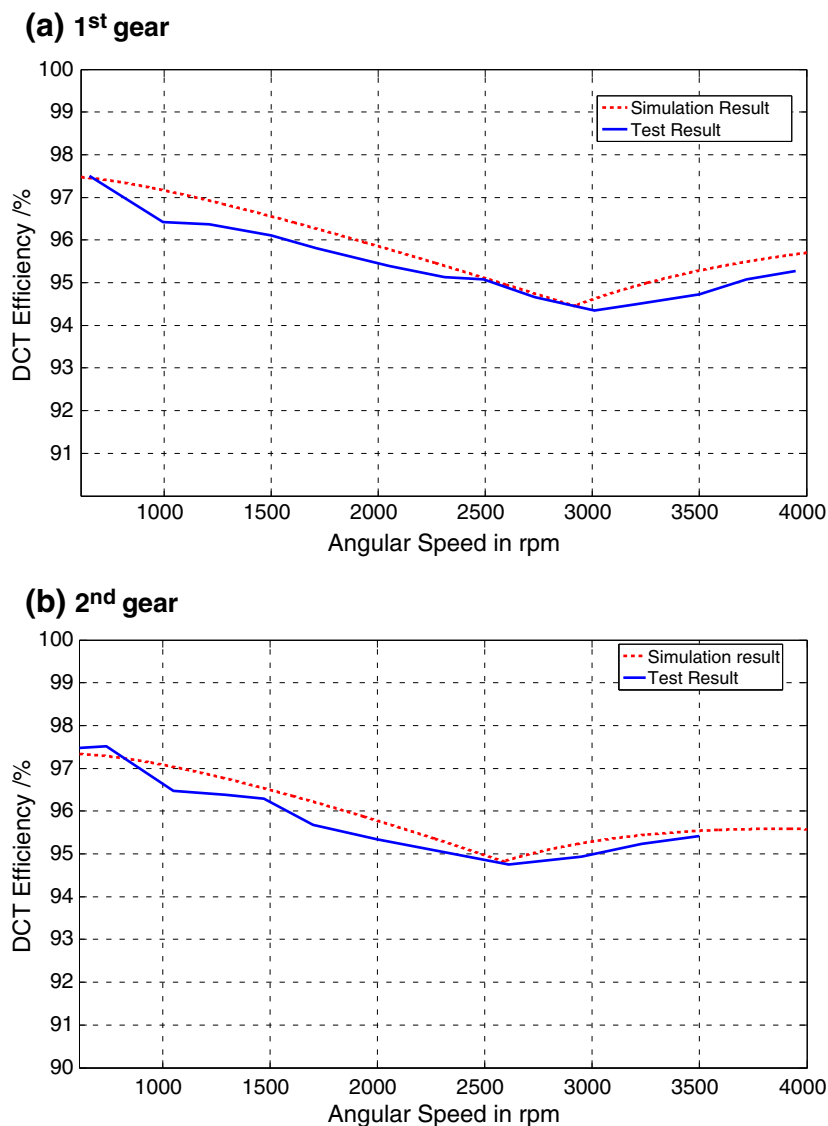 (a) 1st gear
100
99
98
97
96
95
94
93
92
91
DCT Efficiency /%
Simulation Result
Test Result
1000 1500 2000 2500 3000 3500 4000
Angular Speed in rpm
(b) 2nd gear
100
99
98
97
96
95
94
93
92
91
90
DCT Efficiency /%
Simulation result
Test Result
1000 1500 2000 2500 3000 3500 4000
Angular Speed in rpm